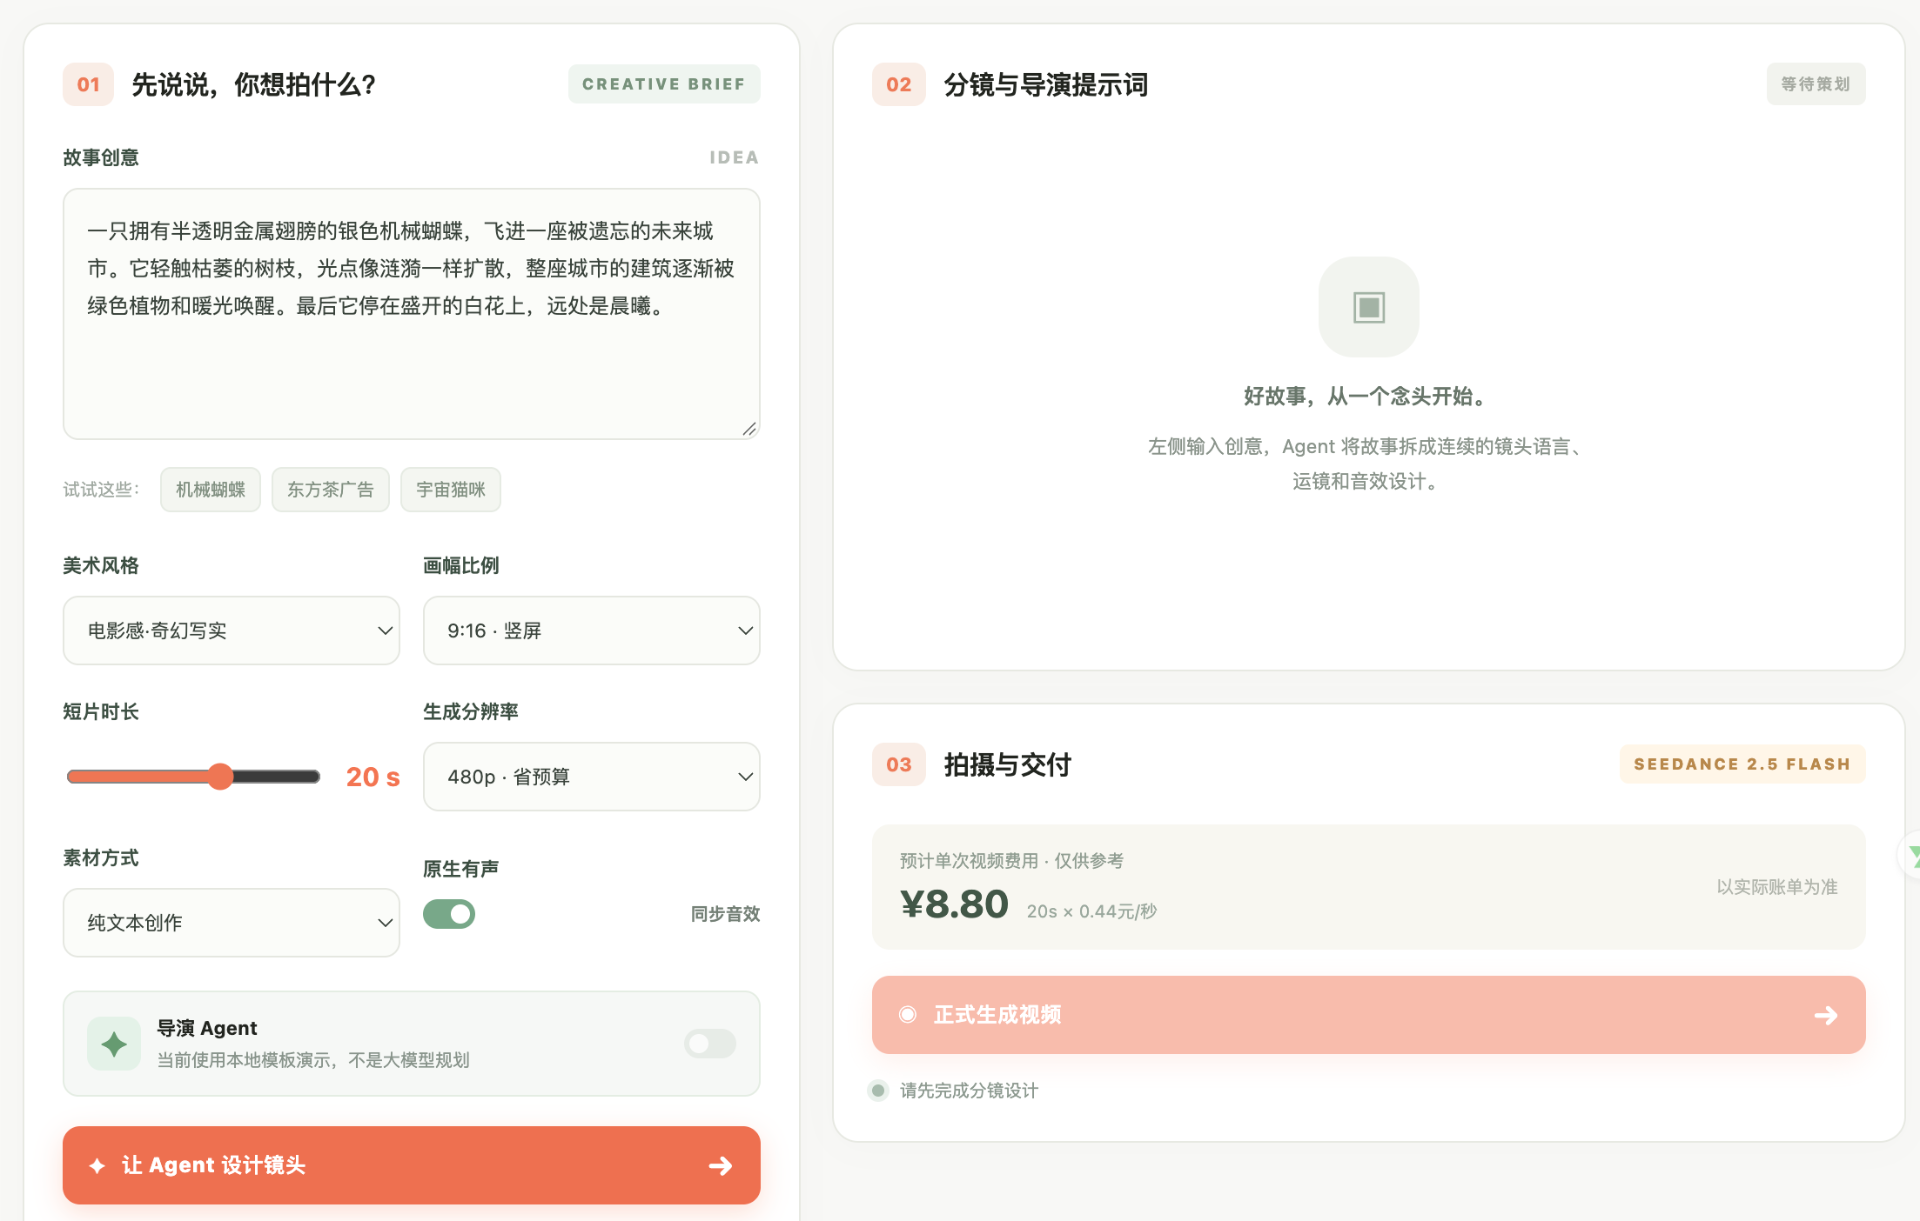 01 先说说，你想拍什么？
CREATIVE BRIEF
故事创意
IDEA
一只拥有半透明金属翅膀的银色机械蝴蝶，飞进一座被遗忘的未来城
市。它轻触枯萎的树枝，光点像涟漪一样扩散，整座城市的建筑逐渐被
绿色植物和暖光唤醒。最后它停在盛开的白花上，远处是晨曦。
试试这些：
机械蝴蝶
东方茶广告
宇宙猫咪
美术风格
画幅比例
电影感·奇幻写实
9:16 · 竖屏
短片时长
生成分辨率
20 s
480p · 省预算
素材方式
原生有声
纯文本创作
同步音效
导演 Agent
当前使用本地模板演示，不是大模型规划
让 Agent 设计镜头
02 分镜与导演提示词
等待策划
好故事，从一个念头开始。
左侧输入创意，Agent 将故事拆成连续的镜头语言、
运镜和音效设计。
03 拍摄与交付
SEEDANCE 2.5 FLASH
预计单次视频费用 · 仅供参考
¥8.80 20s × 0.44元/秒
以实际账单为准
正式生成视频
请先完成分镜设计